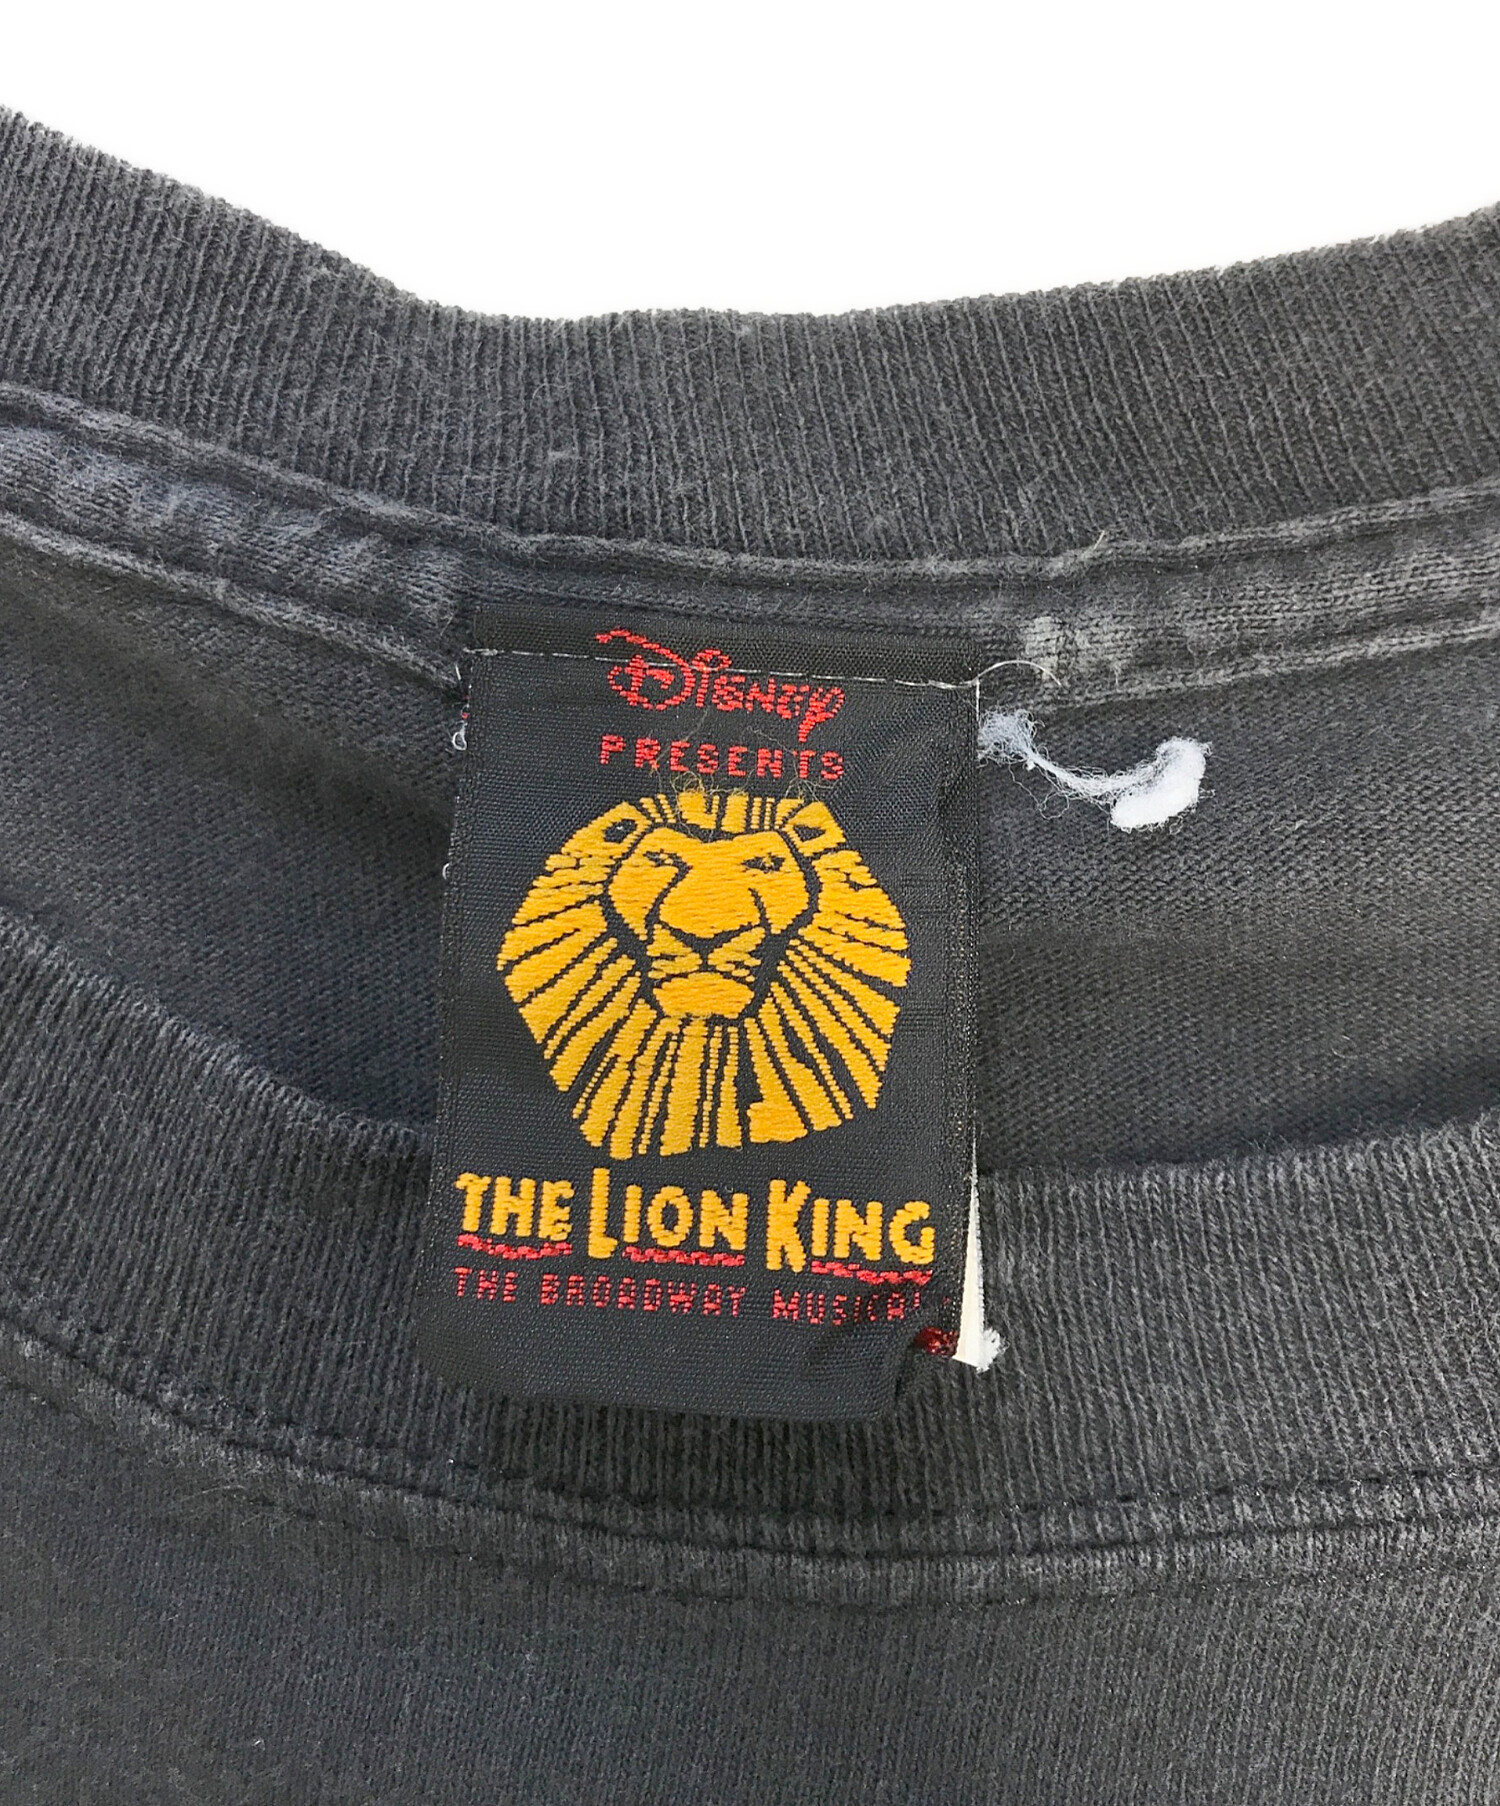 Disney
PRESENTS
THE LION KING
THE BROADWAY MUSICAL